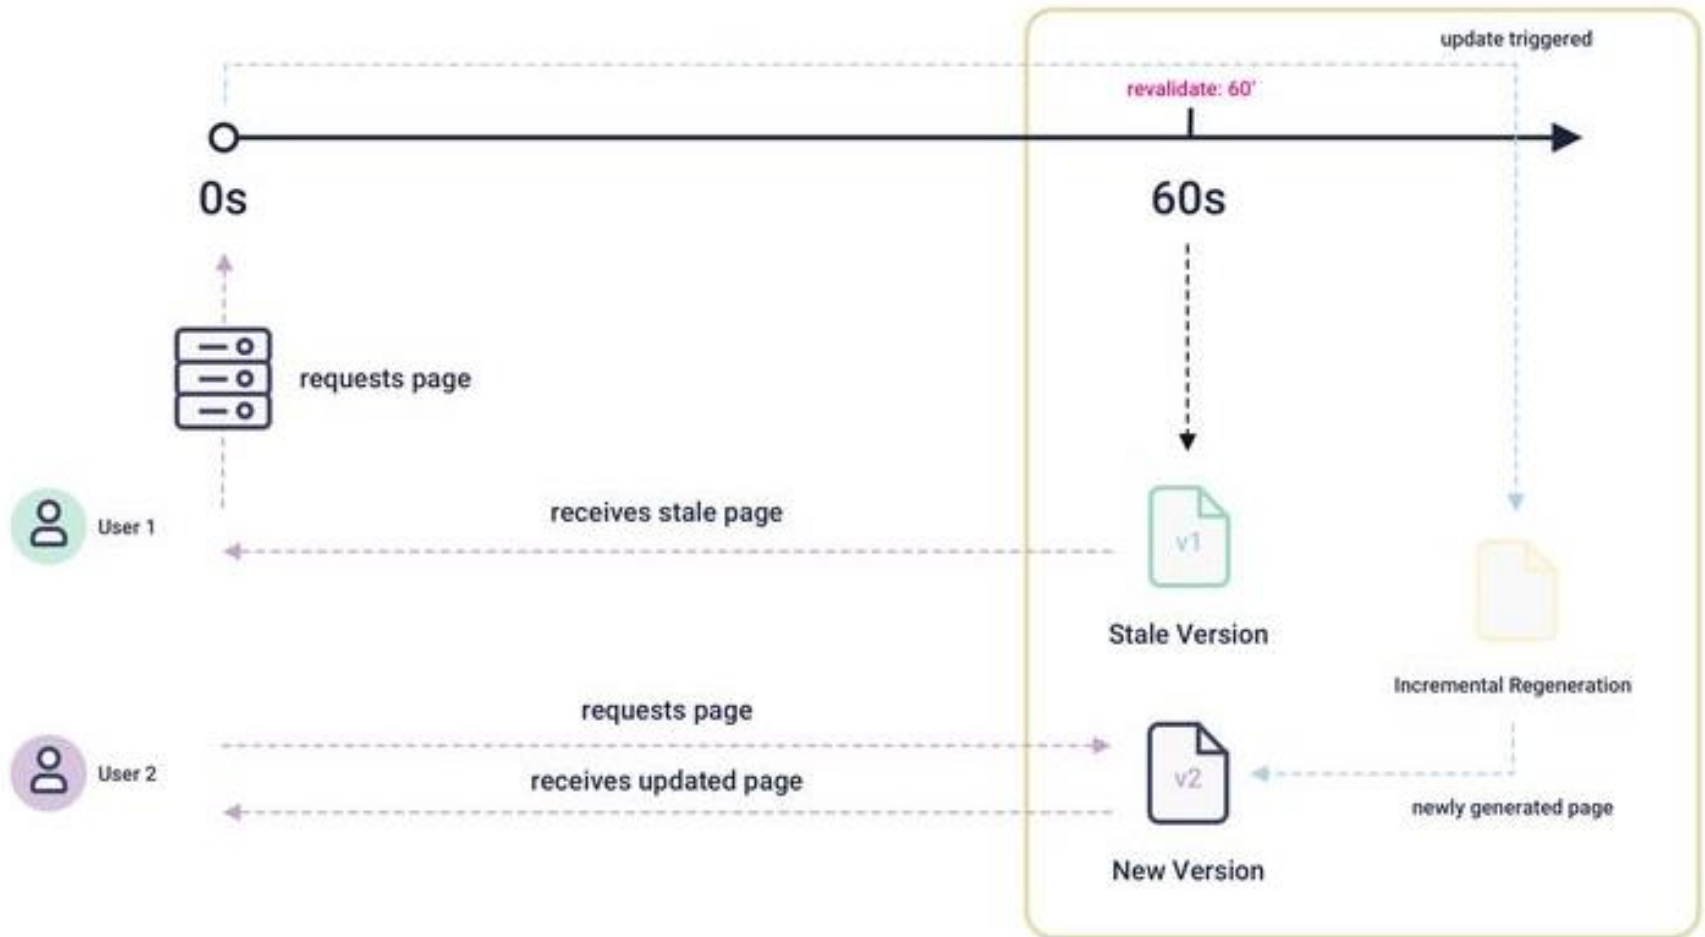 update triggered
revalidate: 60'
0s
60s
requests page
receives stale page
User 1
v1
Stale Version
Incremental Regeneration
requests page
User 2
receives updated page
v2
newly generated page
New Version